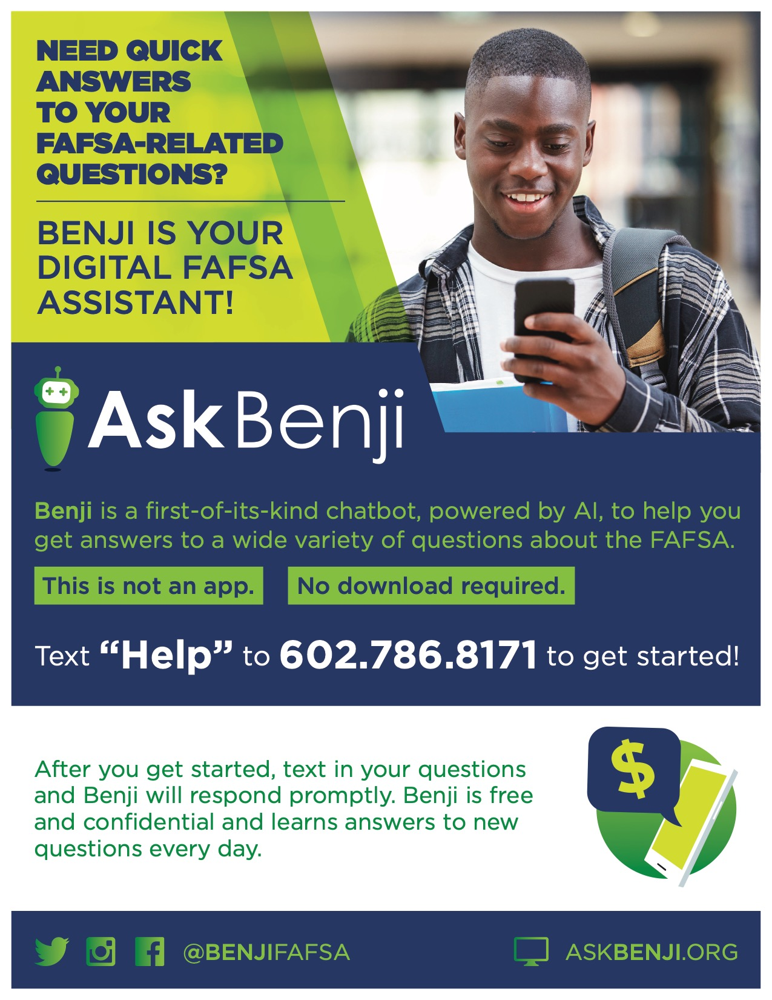 NEED QUICK
ANSWERS
TO YOUR
FAFSA-RELATED
QUESTIONS?
BENJI IS YOUR
DIGITAL FAFSA
ASSISTANT!
AskBenji
Benji is a first-of-its-kind chatbot, powered by AI, to help you
get answers to a wide variety of questions about the FAFSA.
This is not an app. No download required.
Text “Help” to 602.786.8171 to get started!
After you get started, text in your questions
and Benji will respond promptly. Benji is free
and confidential and learns answers to new
questions every day.
$
@BENJIFAFSA ASKBENJI.ORG